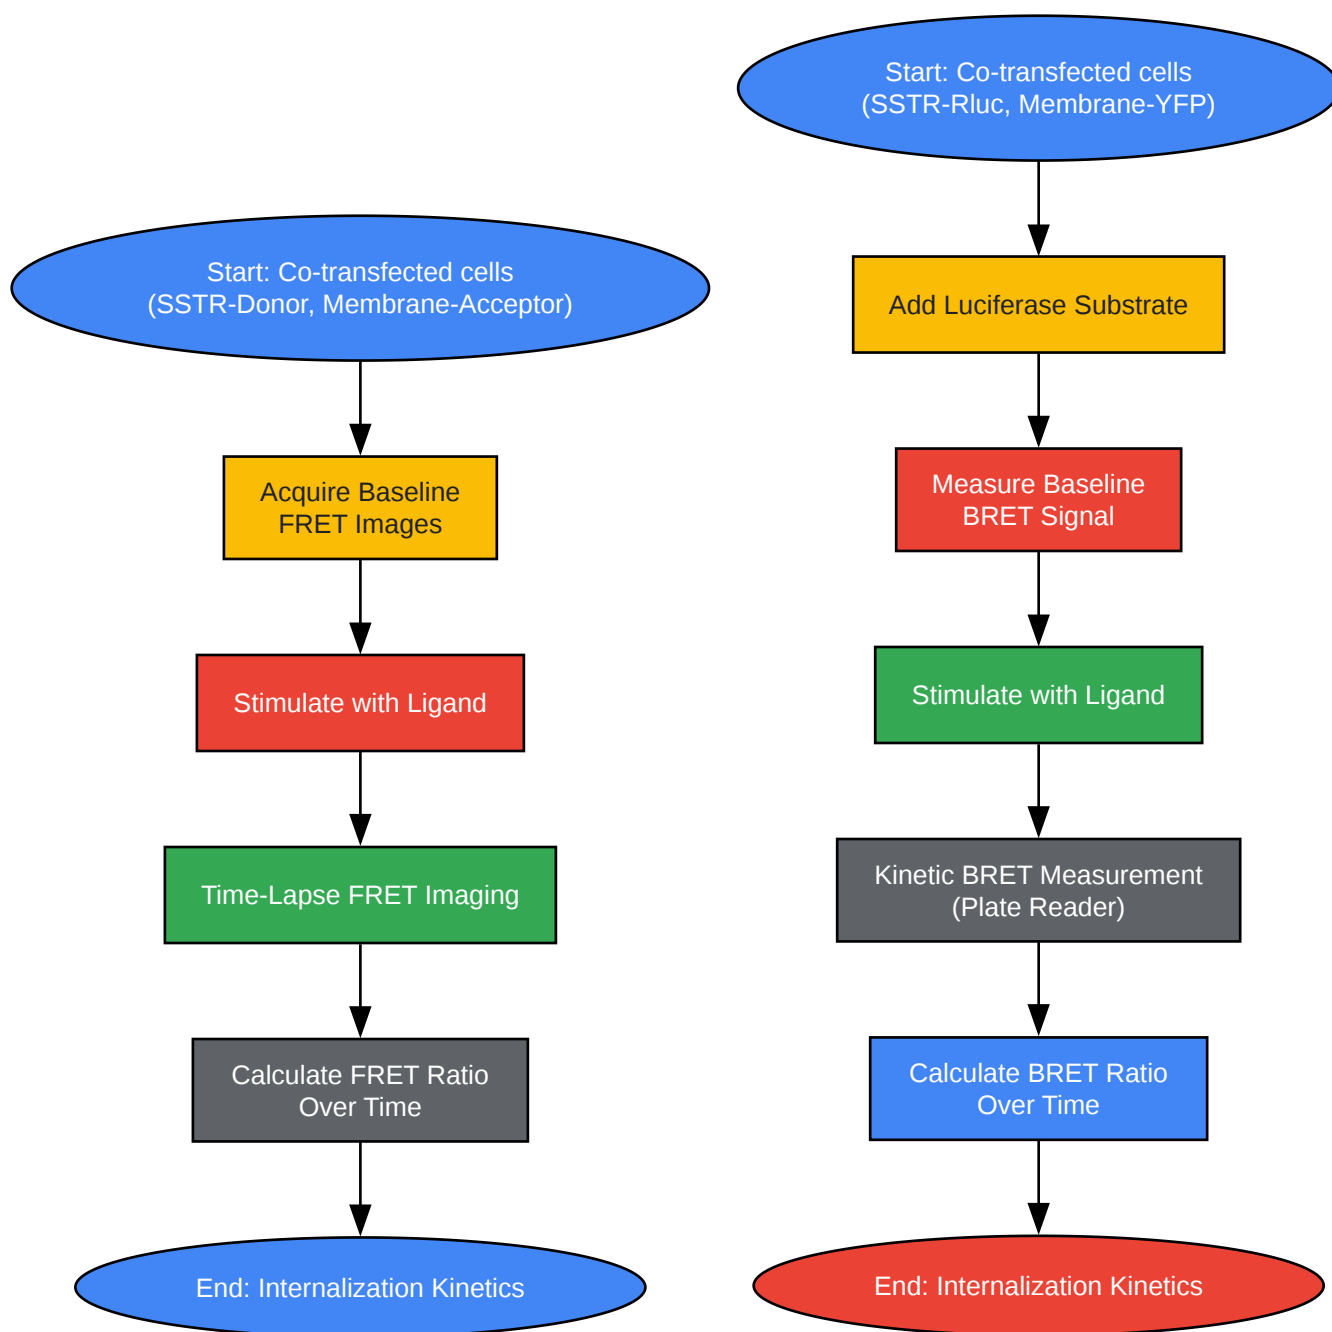 Start: Co-transfected cells
(SSTR-Donor, Membrane-Acceptor)
Acquire Baseline
FRET Images
Stimulate with Ligand
Time-Lapse FRET Imaging
Calculate FRET Ratio
Over Time
End: Internalization Kinetics
Start: Co-transfected cells
(SSTR-Rluc, Membrane-YFP)
Add Luciferase Substrate
Measure Baseline
BRET Signal
Stimulate with Ligand
Kinetic BRET Measurement
(Plate Reader)
Calculate BRET Ratio
Over Time
End: Internalization Kinetics